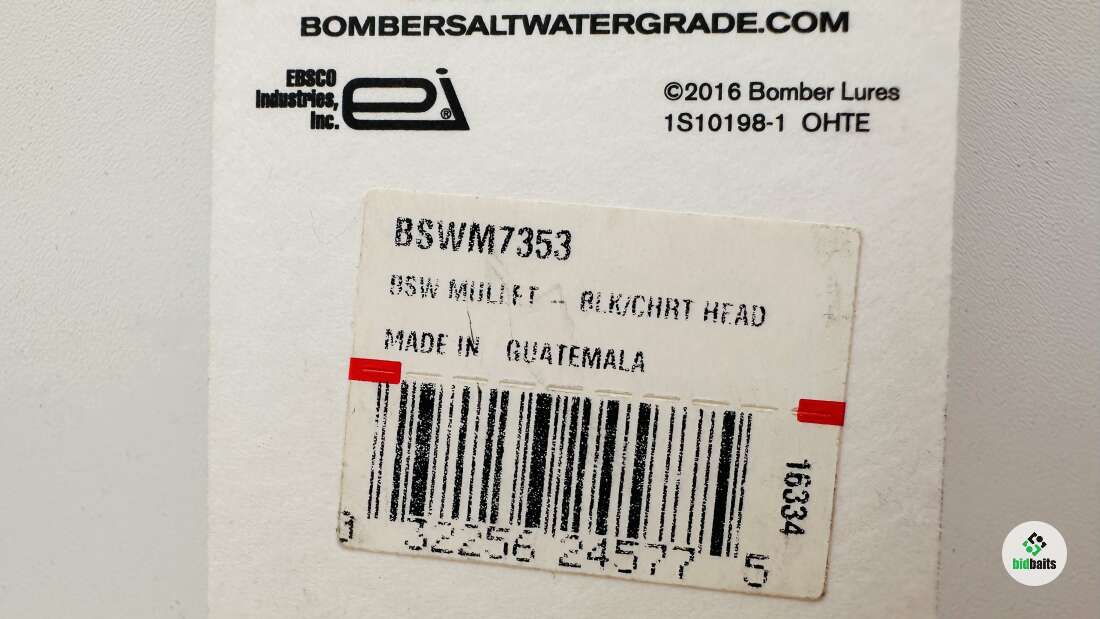 BOMBERSALTWATERGRADE.COM
EBSCO
Industries,
Inc.
ei®
©2016 Bomber Lures
1S10198-1 OHTE
BSWM7353
BSW MULLET - BLK/CHRT HEAD
MADE IN GUATEMALA
16334
32256 24577 5
bidbaits